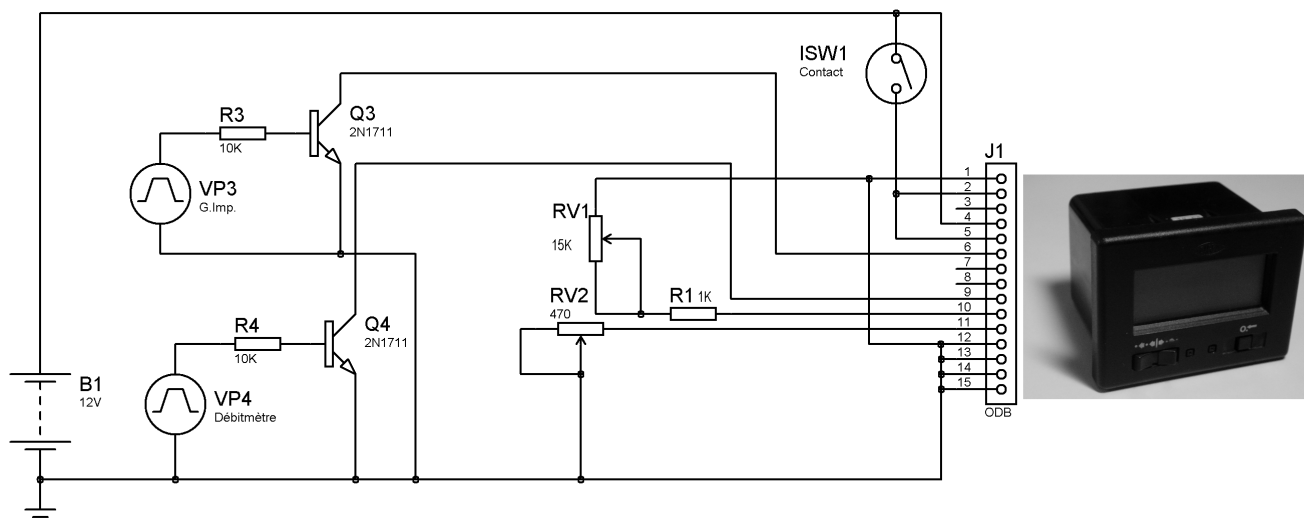 ISW1
Contact
R3
10K
Q3
2N1711
VP3
G.Imp.
J1
1
2
3
4
5
6
7
8
9
10
11
12
13
14
15
ODB
RV1
15K
RV2
470
R1 1K
R4
10K
Q4
2N1711
VP4
Débitmètre
B1
12V